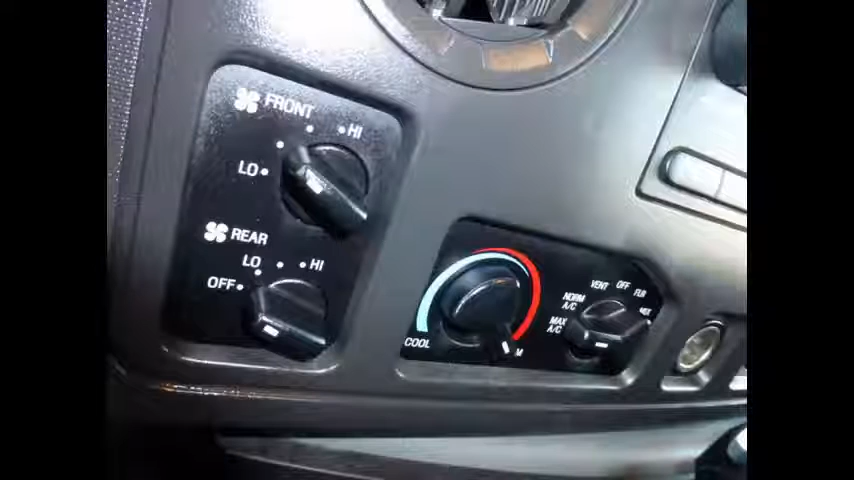 FRONT
HI
LO
REAR
LO
HI
OFF
COOL
M
VENT
OFF
FLR
NORM
A/C
MAX
A/C